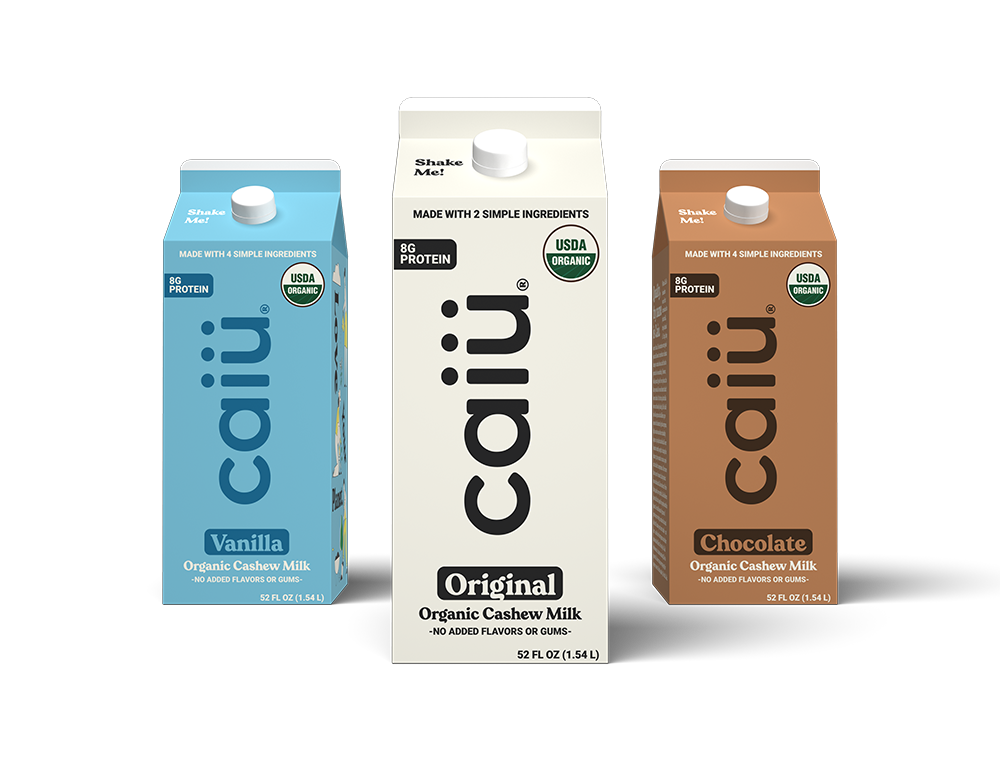 Shake
Me!
MADE WITH 4 SIMPLE INGREDIENTS
8G
PROTEIN
USDA
ORGANIC
caiü®
Vanilla
Organic Cashew Milk
-NO ADDED FLAVORS OR GUMS-
52 FL OZ (1.54 L)
Shake
Me!
MADE WITH 2 SIMPLE INGREDIENTS
8G
PROTEIN
USDA
ORGANIC
caiü®
Original
Organic Cashew Milk
-NO ADDED FLAVORS OR GUMS-
52 FL OZ (1.54 L)
Shake
Me!
MADE WITH 4 SIMPLE INGREDIENTS
8G
PROTEIN
USDA
ORGANIC
caiü®
Chocolate
Organic Cashew Milk
-NO ADDED FLAVORS OR GUMS-
52 FL OZ (1.54 L)